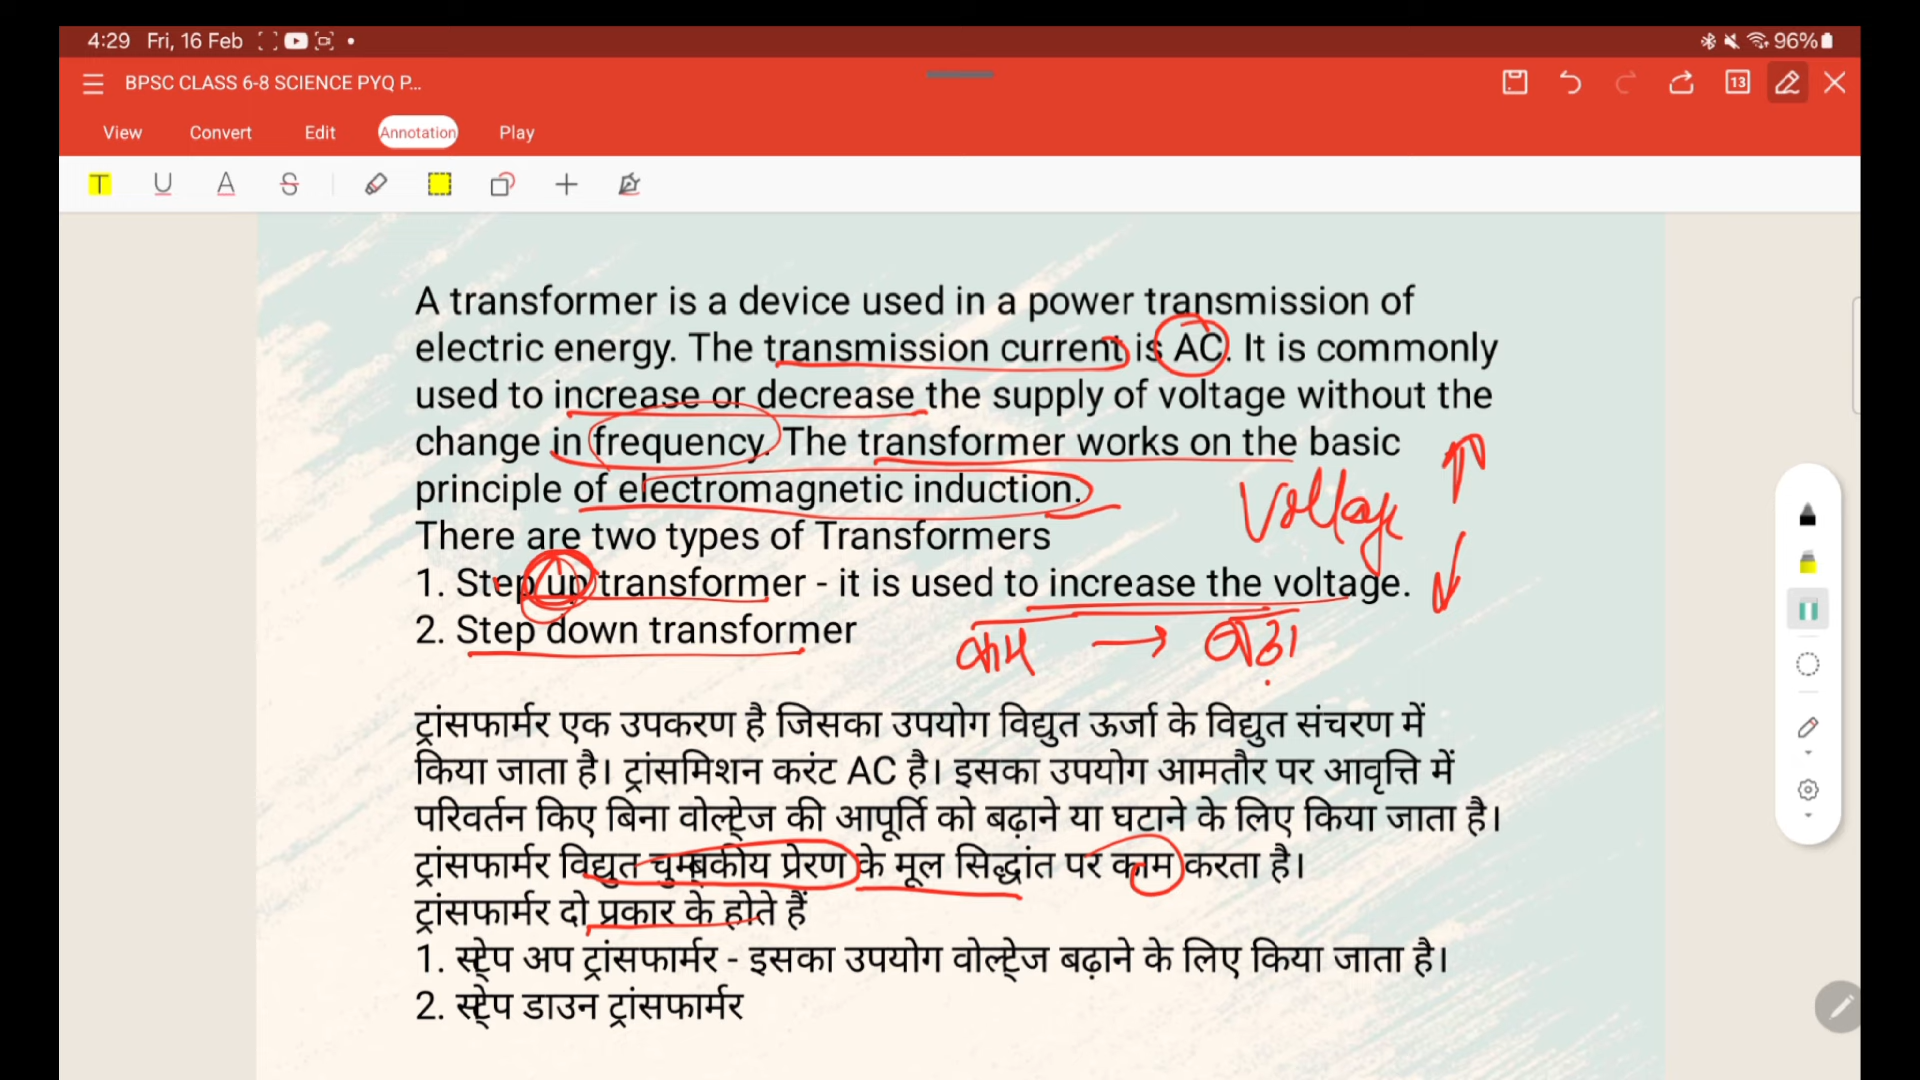 4:29 Fri, 16 Feb 96%
BPSC CLASS 6-8 SCIENCE PYQ P... 13
View Convert Edit Annotation Play
T U A S
A transformer is a device used in a power transmission of
electric energy. The transmission current is AC. It is commonly
used to increase or decrease the supply of voltage without the
change in frequency. The transformer works on the basic
principle of electromagnetic induction.
Voltage
There are two types of Transformers
1. Step up transformer - it is used to increase the voltage.
2. Step down transformer
कम → ज्यादा
ट्रांसफार्मर एक उपकरण है जिसका उपयोग विद्युत ऊर्जा के विद्युत संचरण में
किया जाता है। ट्रांसमिशन करंट AC है। इसका उपयोग आमतौर पर आवृत्ति में
परिवर्तन किए बिना वोल्टेज की आपूर्ति को बढ़ाने या घटाने के लिए किया जाता है।
ट्रांसफार्मर विद्युत चुम्बकीय प्रेरण के मूल सिद्धांत पर काम करता है।
ट्रांसफार्मर दो प्रकार के होते हैं
1. स्टेप अप ट्रांसफार्मर - इसका उपयोग वोल्टेज बढ़ाने के लिए किया जाता है।
2. स्टेप डाउन ट्रांसफार्मर